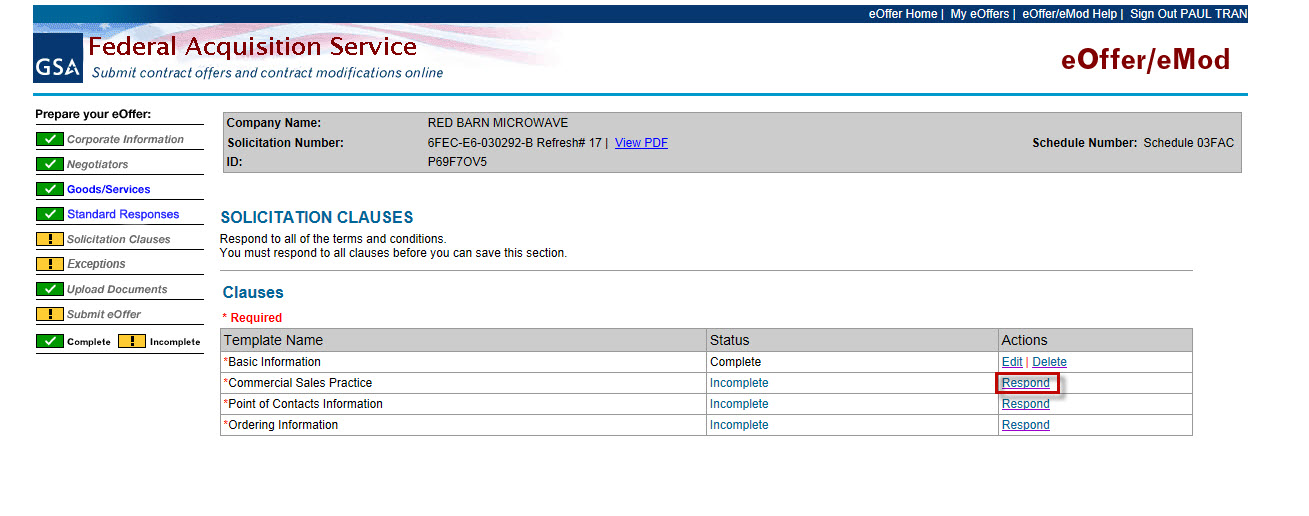 eOffer Home | My eOffers | eOffer/eMod Help | Sign Out PAUL TRAN
GSA
Federal Acquisition Service
Submit contract offers and contract modifications online
eOffer/eMod
Prepare your eOffer:
Corporate Information
Negotiators
Goods/Services
Standard Responses
Solicitation Clauses
Exceptions
Upload Documents
Submit eOffer
Complete Incomplete
Company Name: RED BARN MICROWAVE
Solicitation Number: 6FEC-E6-030292-B Refresh# 17 | View PDF Schedule Number: Schedule 03FAC
ID: P69F7OV5
SOLICITATION CLAUSES
Respond to all of the terms and conditions.
You must respond to all clauses before you can save this section.
Clauses
* Required
Template Name Status Actions
*Basic Information Complete Edit | Delete
*Commercial Sales Practice Incomplete Respond
*Point of Contacts Information Incomplete Respond
*Ordering Information Incomplete Respond